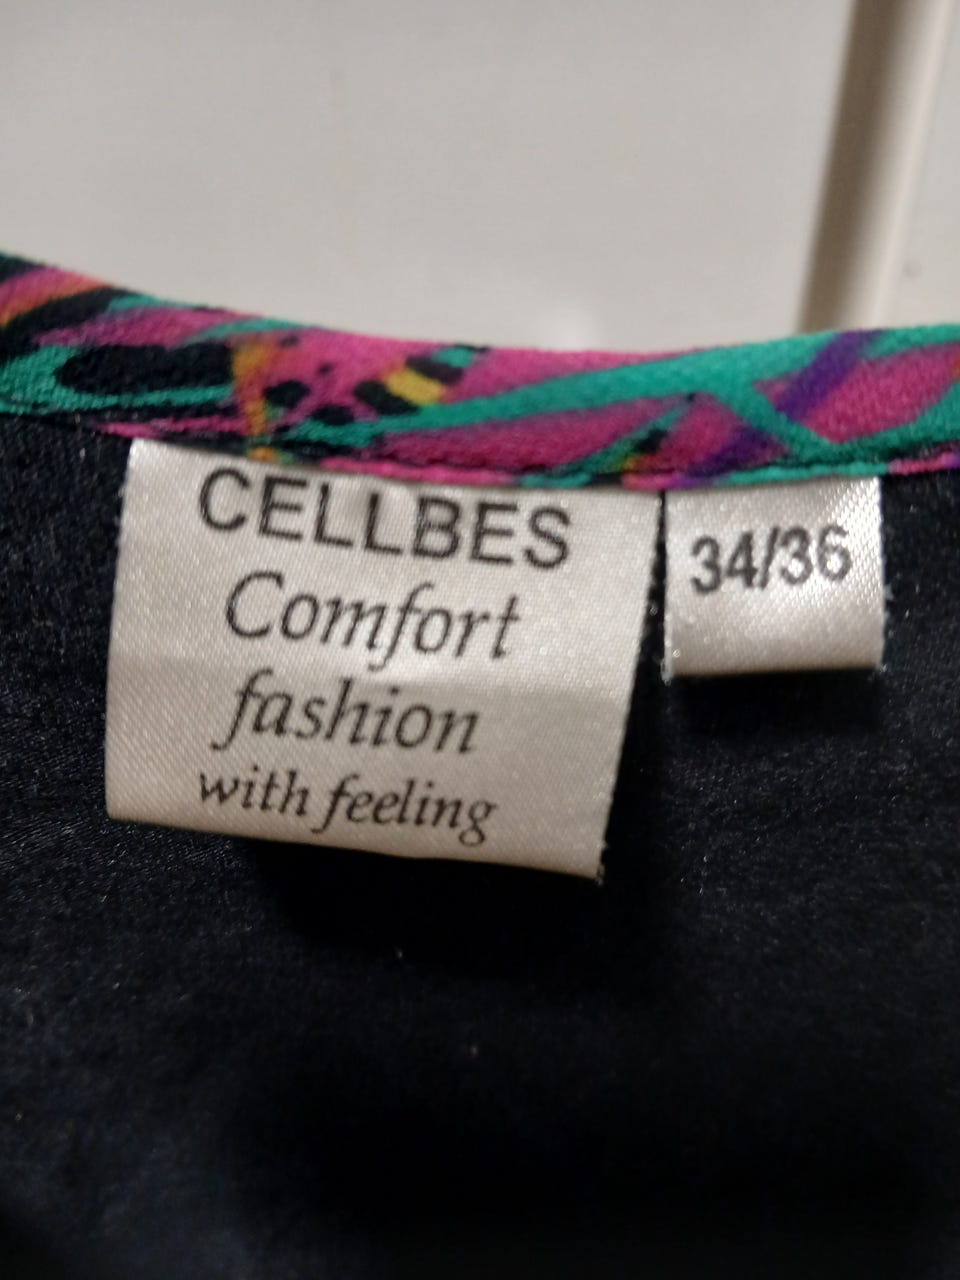 CELLBES
Comfort
fashion
with feeling
34/36